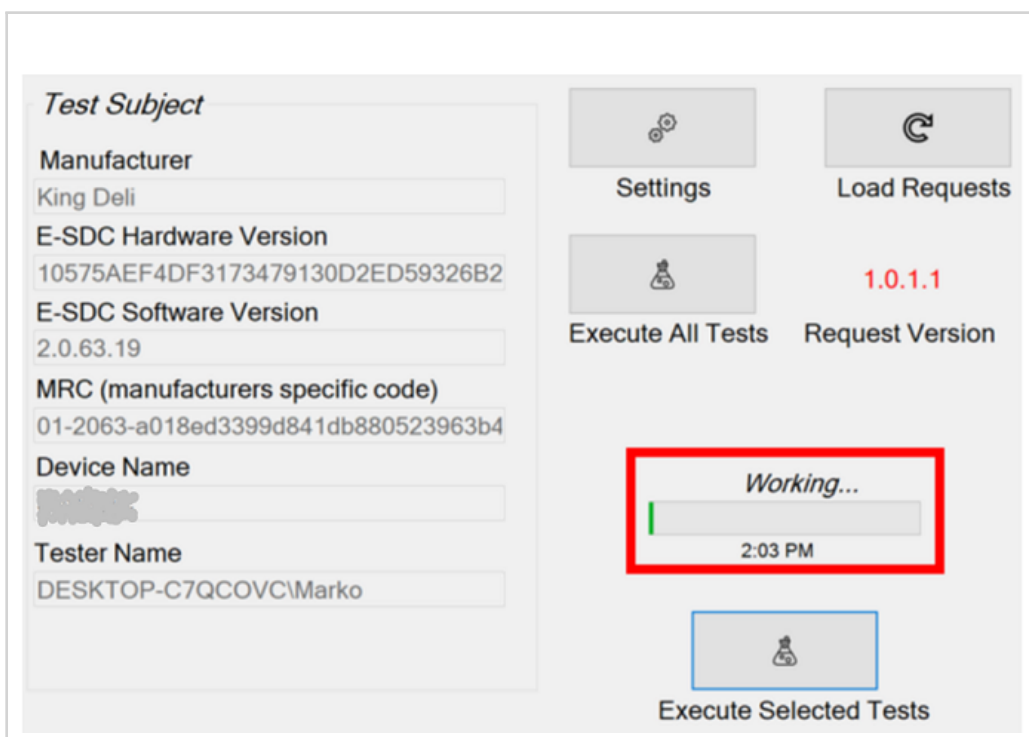 Test Subject
Manufacturer
King Deli
E-SDC Hardware Version
10575AEF4DF3173479130D2ED59326B2
E-SDC Software Version
2.0.63.19
MRC (manufacturers specific code)
01-2063-a018ed3399d841db880523963b4
Device Name
Tester Name
DESKTOP-C7QCOVC\Marko
Settings
Load Requests
Execute All Tests
1.0.1.1
Request Version
Working...
2:03 PM
Execute Selected Tests